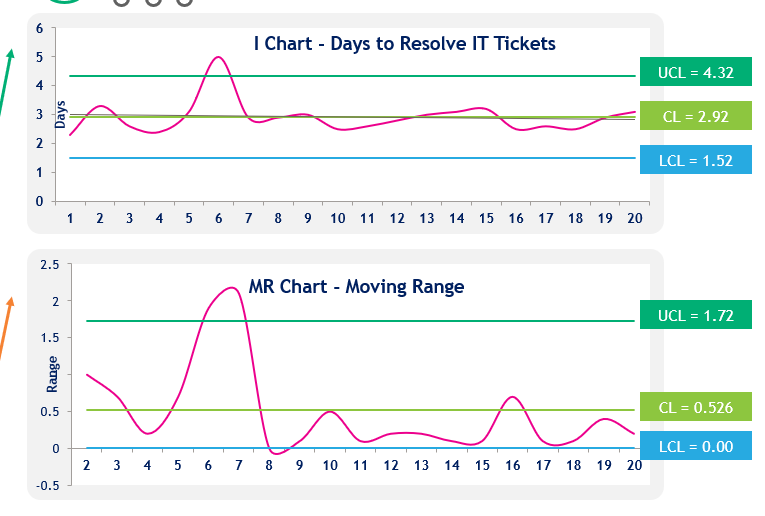 I Chart - Days to Resolve IT Tickets
6
5
4
3
2
1
0
Days
1 2 3 4 5 6 7 8 9 10 11 12 13 14 15 16 17 18 19 20
UCL = 4.32
CL = 2.92
LCL = 1.52
MR Chart - Moving Range
2.5
2
1.5
0.5
0
-0.5
Range
2 3 4 5 6 7 8 9 10 11 12 13 14 15 16 17 18 19 20
UCL = 1.72
CL = 0.526
LCL = 0.00